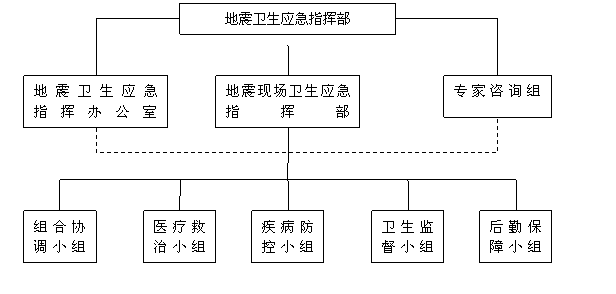 地震卫生应急指挥部
地震卫生应急
指挥办公室
地震现场卫生应急
指挥部
专家咨询组
组合协
调小组
医疗救
治小组
疾病防
控小组
卫生监
督小组
后勤保
障小组